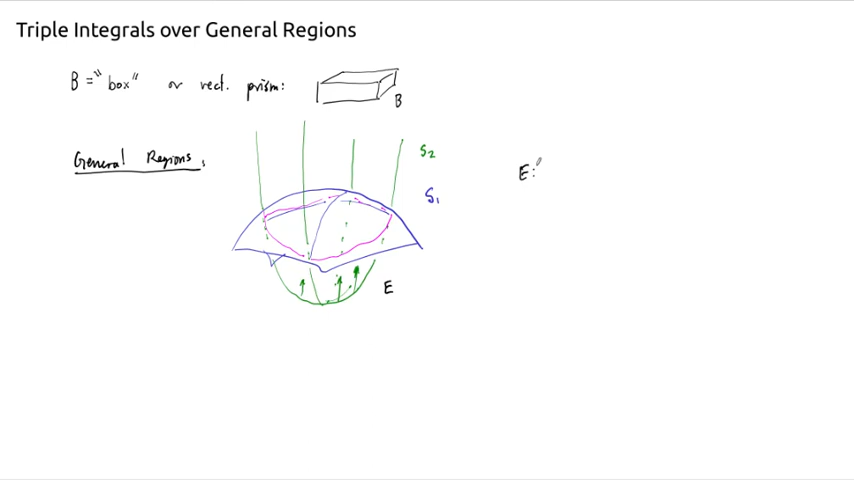 Triple Integrals over General Regions
B = "box" or rect. prism:
B
General Regions.
S2
S1
E:
E